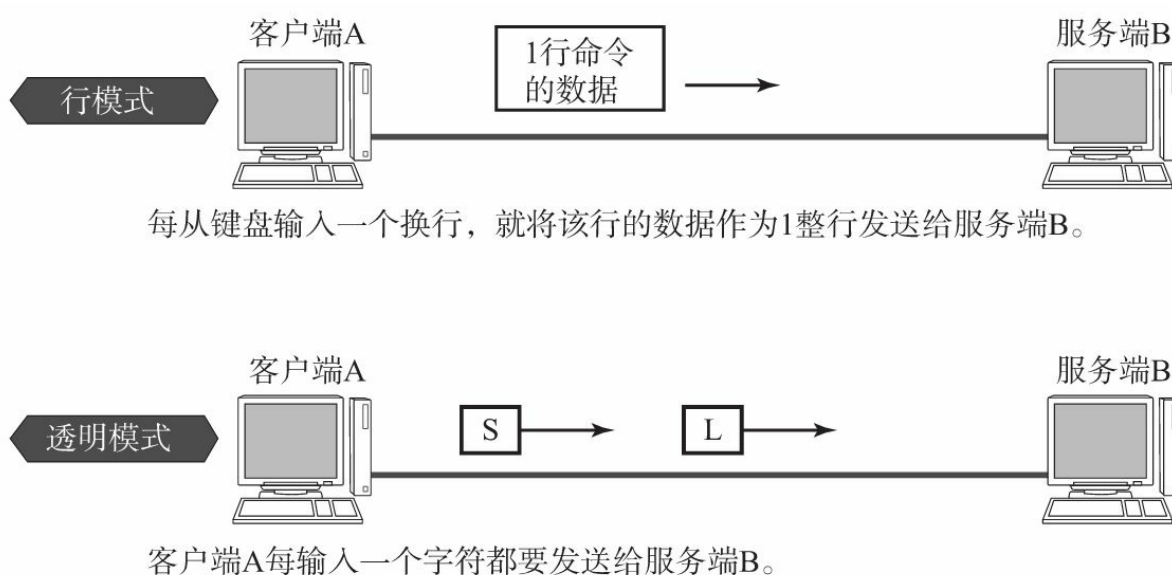 客户端A
服务端B
行模式
1行命令
的数据
每从键盘输入一个换行，就将该行的数据作为1整行发送给服务端B。
客户端A
服务端B
透明模式
S
L
客户端A每输入一个字符都要发送给服务端B。